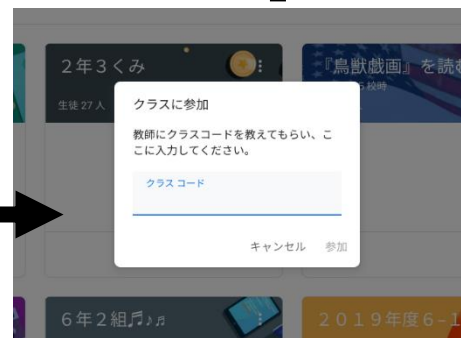 2年3くみ
生徒 27 人
『鳥獣戯画』を読む
校時
クラスに参加
教師にクラスコードを教えてもらい、こ
こに入力してください。
クラス コード
キャンセル 参加
6年2組🎵♪♬
2019年度6-1